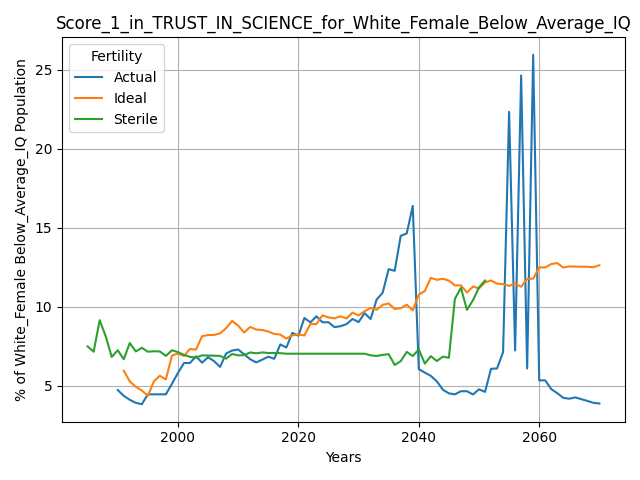 Score_1_in_TRUST_IN_SCIENCE_for_White_Female_Below_Average_IQ
% of White_Female Below_Average_IQ Population
25
20
15
10
5
Fertility
Actual
Ideal
Sterile
2000
2020
2040
2060
Years